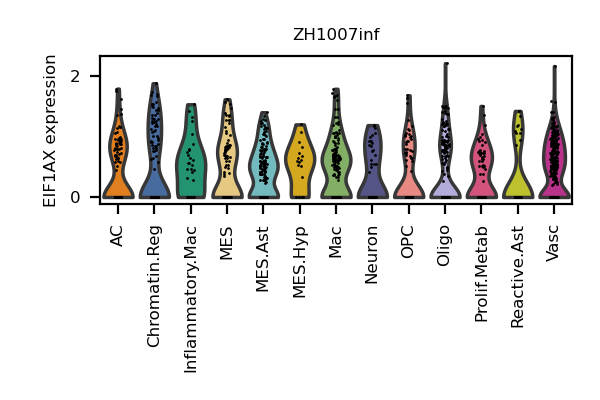 ZH1007inf
EIF1AX expression
2
0
AC
Chromatin.Reg
Inflammatory.Mac
MES
MES.Ast
MES.Hyp
Mac
Neuron
OPC
Oligo
Prolif.Metab
Reactive.Ast
Vasc